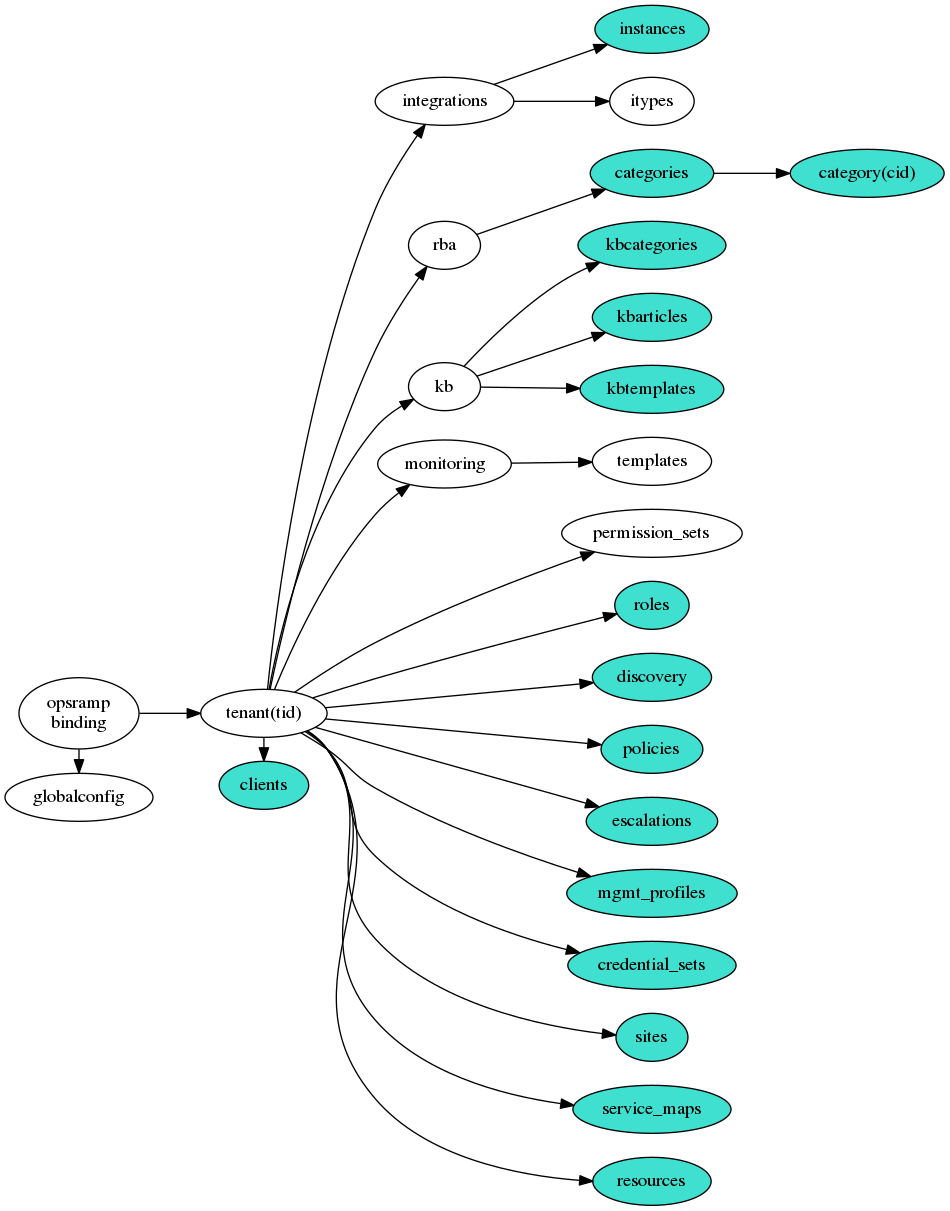 instances
integrations
itypes
categories
category(cid)
rba
kbcategories
kbarticles
kb
kbtemplates
monitoring
templates
permission_sets
roles
discovery
opsramp
binding
tenant(tid)
policies
clients
globalconfig
escalations
mgmt_profiles
credential_sets
sites
service_maps
resources